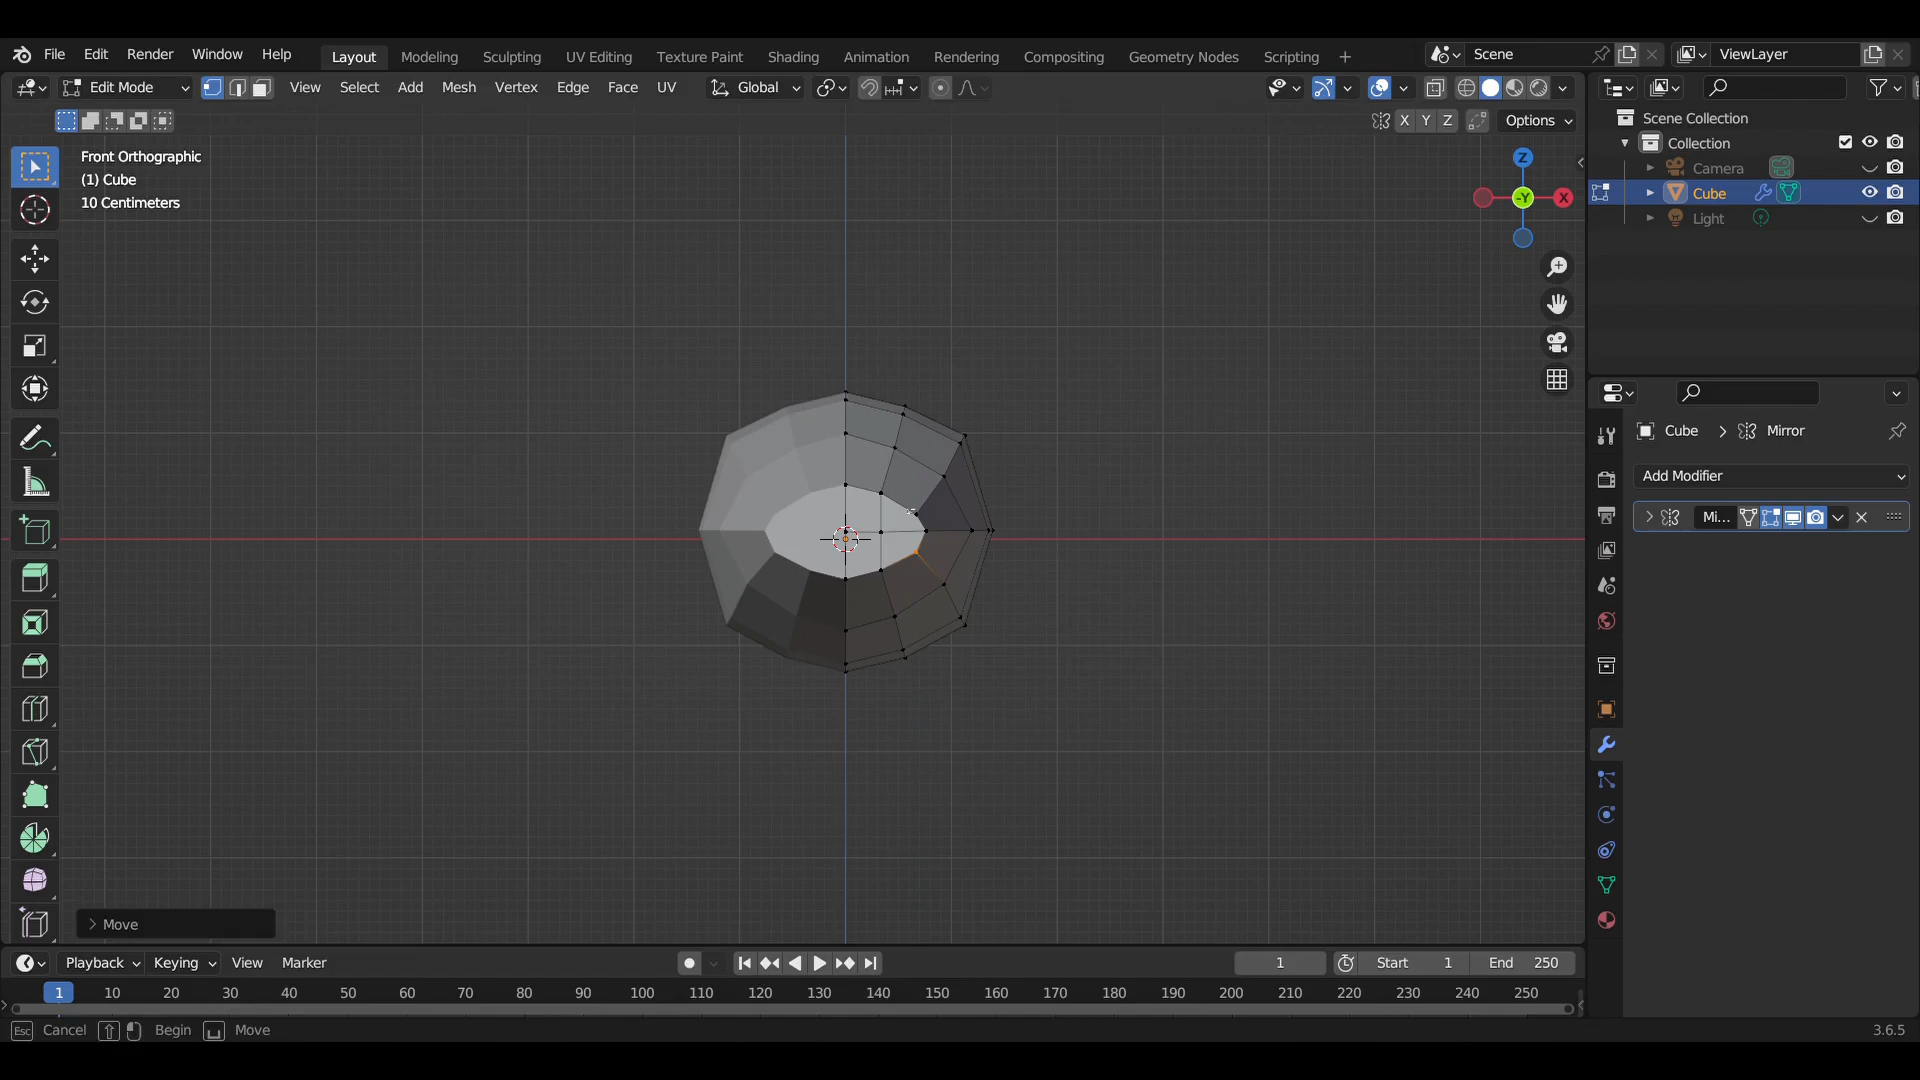 File Edit Render Window Help Layout Modeling Sculpting UV Editing Texture Paint Shading Animation Rendering Compositing Geometry Nodes Scripting + Scene ViewLayer
Edit Mode View Select Add Mesh Vertex Edge Face UV Global
X Y Z Options
Front Orthographic
(1) Cube
10 Centimeters
Z
-Y X
Scene Collection
Collection
Camera
Cube
Light
Cube > Mirror
Add Modifier
Mi...
> Move
Playback Keying View Marker 1 Start 1 End 250
1 10 20 30 40 50 60 70 80 90 100 110 120 130 140 150 160 170 180 190 200 210 220 230 240 250
Esc Cancel Begin Move 3.6.5